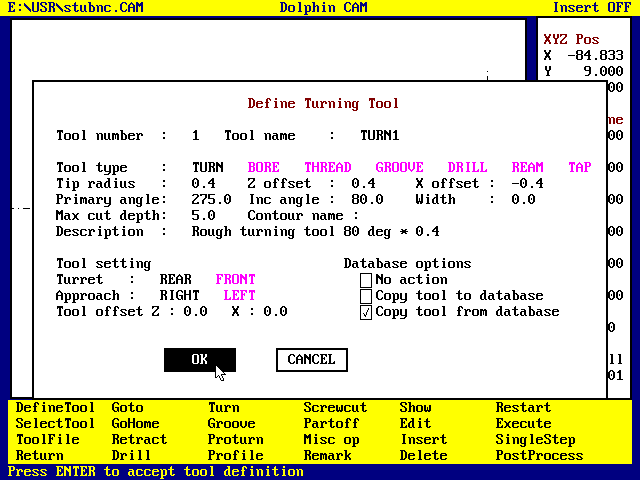 E:\USR\stubnc.CAM Dolphin CAM Insert OFF
XYZ Pos
X -84.833
Y 9.000
00
Define Turning Tool
me
Tool number : 1 Tool name : TURN1
00
Tool type : TURN BORE THREAD GROOVE DRILL REAM TAP
00
Tip radius : 0.4 Z offset : 0.4 X offset : -0.4
00
Primary angle: 275.0 Inc angle : 80.0 Width : 0.0
00
Max cut depth: 5.0 Contour name :
Description : Rough turning tool 80 deg * 0.4
00
Tool setting Database options
00
Turret : REAR FRONT No action
Approach : RIGHT LEFT Copy tool to database
00
Tool offset Z : 0.0 X : 0.0 Copy tool from database
0
OK CANCEL
ll
01
DefineTool Goto Turn Screwcut Show Restart
SelectTool GoHome Groove Partoff Edit Execute
ToolFile Retract Proturn Misc op Insert SingleStep
Return Drill Profile Remark Delete PostProcess
Press ENTER to accept tool definition